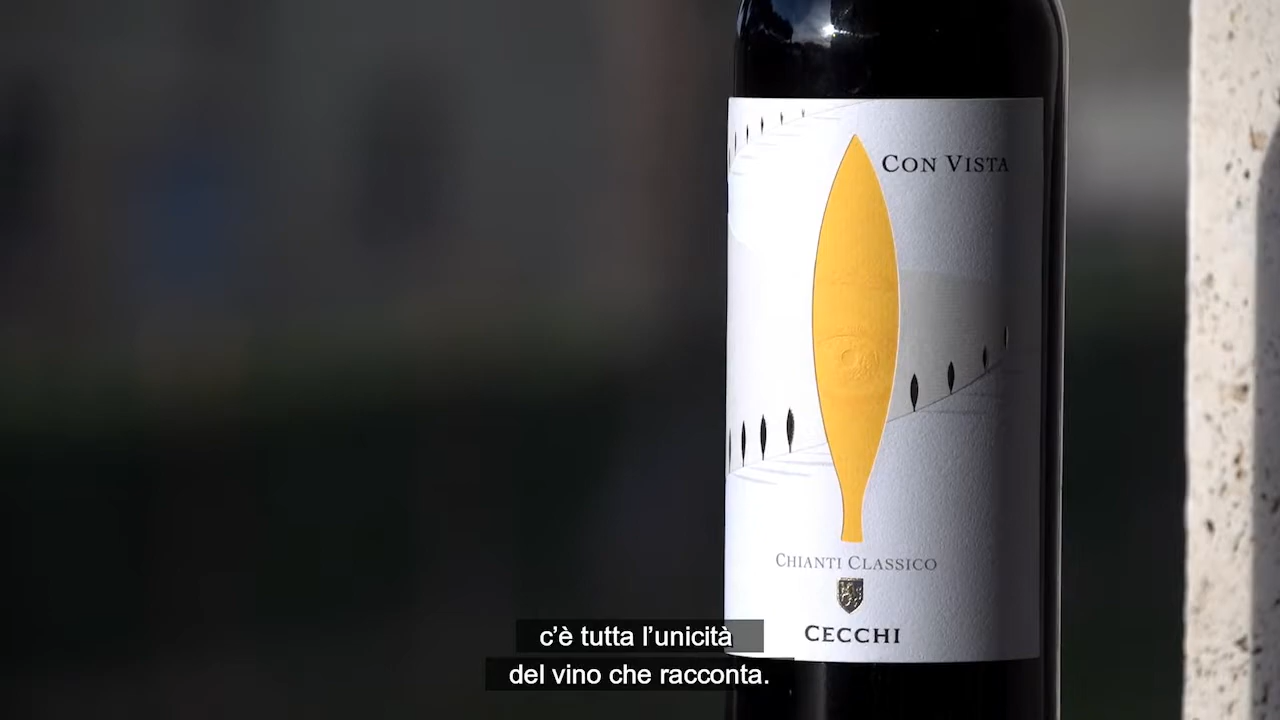 CON VISTA
CHIANTI CLASSICO
CECCHI
c’è tutta l’unicità
del vino che racconta.